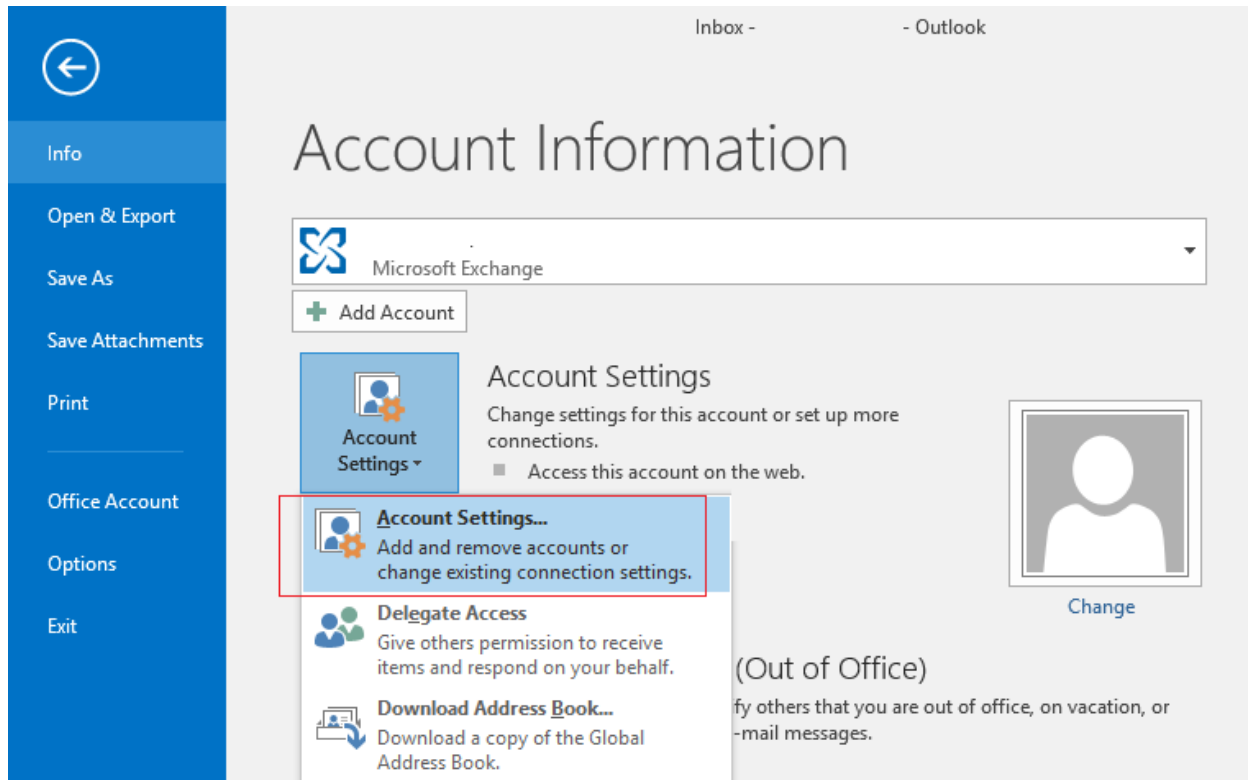 Inbox -                - Outlook
Info
Open & Export
Save As
Save Attachments
Print
Office Account
Options
Exit
Account Information
Microsoft Exchange
Add Account
Account
Settings
Account Settings
Change settings for this account or set up more
connections.
Access this account on the web.
Account Settings...
Add and remove accounts or
change existing connection settings.
Delegate Access
Give others permission to receive
items and respond on your behalf.
Download Address Book...
Download a copy of the Global
Address Book.
Change
(Out of Office)
fy others that you are out of office, on vacation, or
-mail messages.